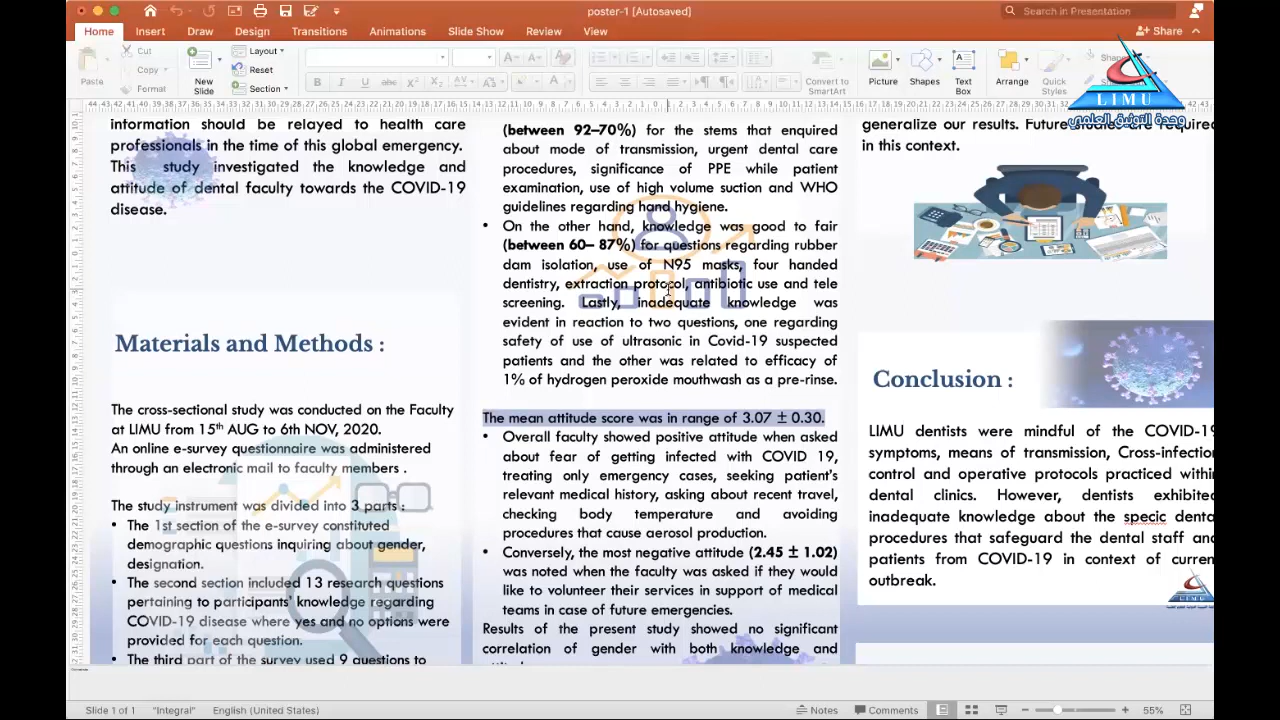 poster-1 [Autosaved]
Search in Presentation
Home
Insert
Draw
Design
Transitions
Animations
Slide Show
Review
View
Share
Paste
Cut
Copy
Format
New Slide
Layout
Reset
Section
Convert to SmartArt
Picture
Shapes
Text Box
Arrange
Quick Styles
LIMU
وحدة التوثيق العلمي
information should be relayed to health care
professionals in the time of this global emergency.
This study investigated the knowledge and
attitude of dental faculty towards the COVID-19
disease.
Materials and Methods :
The cross-sectional study was conducted on the Faculty
at LIMU from 15th AUG to 6th NOV, 2020.
An online e-survey questionnaire was administered
through an electronic mail to faculty members .
The study instrument was divided into 3 parts :
• The 1st section of the e-survey constituted
demographic questions inquiring about gender,
designation.
• The second section included 13 research questions
pertaining to participants' knowledge regarding
COVID-19 disease where yes and no options were
provided for each question.
• The third part of the survey used 9 questions to
(between 92–70%) for the stems that enquired
about mode of transmission, urgent dental care
procedures, significance of PPE while patient
examination, use of high volume suction and WHO
guidelines regarding hand hygiene.
• On the other hand, knowledge was good to fair
(between 60– 87%) for questions regarding rubber
dam isolation, use of N95 masks, four handed
dentistry, extraction protocol, antibiotic use and tele
screening. Lastly, inadequate knowledge was
evident in reaction to two questions, one regarding
safety of use of ultrasonic in Covid-19 suspected
patients and the other was related to efficacy of
1% of hydrogen peroxide mouthwash as a pre-rinse.
The mean attitude score was in range of 3.07 ± 0.30.
• Overall faculty showed positive attitude when asked
about fear of getting infected with COVID 19,
treating only emergency cases, seeking patient's
relevant medical history, asking about recent travel,
checking body temperature and avoiding
procedures that cause aerosol production.
• Conversely, the most negative attitude (2.45 ± 1.02)
was noted when the faculty was asked if they would
like to volunteer their services in support of medical
teams in case of future emergencies.
Results of the present study showed no significant
correlation of gender with both knowledge and
generalize our results. Future studies are required
in this context.
Conclusion :
LIMU dentists were mindful of the COVID-19
symptoms, means of transmission, Cross-infection
control and operative protocols practiced within
dental clinics. However, dentists exhibited
inadequate knowledge about the specic denta
procedures that safeguard the dental staff and
patients from COVID-19 in context of curren
outbreak.
Slide 1 of 1
"Integral"
English (United States)
Notes
Comments
55%